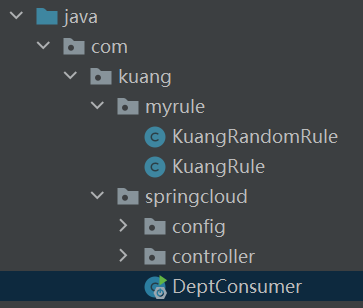 java
com
kuang
myrule
KuangRandomRule
KuangRule
springcloud
config
controller
DeptConsumer